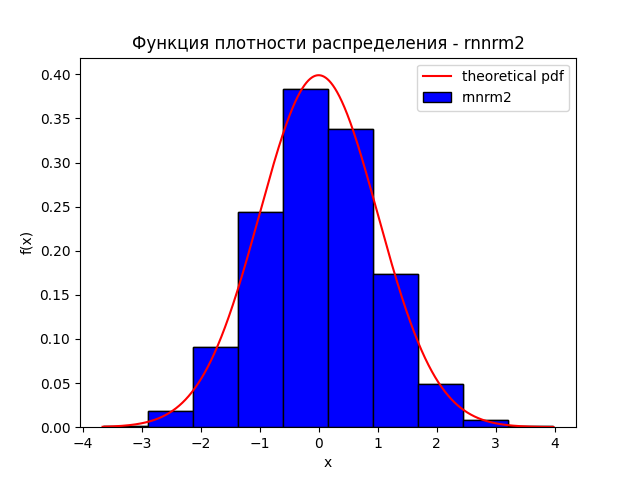 Функция плотности распределения - rnnrm2
theoretical pdf
rnnrm2
0.40
0.35
0.30
0.25
0.20
0.15
0.10
0.05
0.00
f(x)
−4 −3 −2 −1 0 1 2 3 4
x